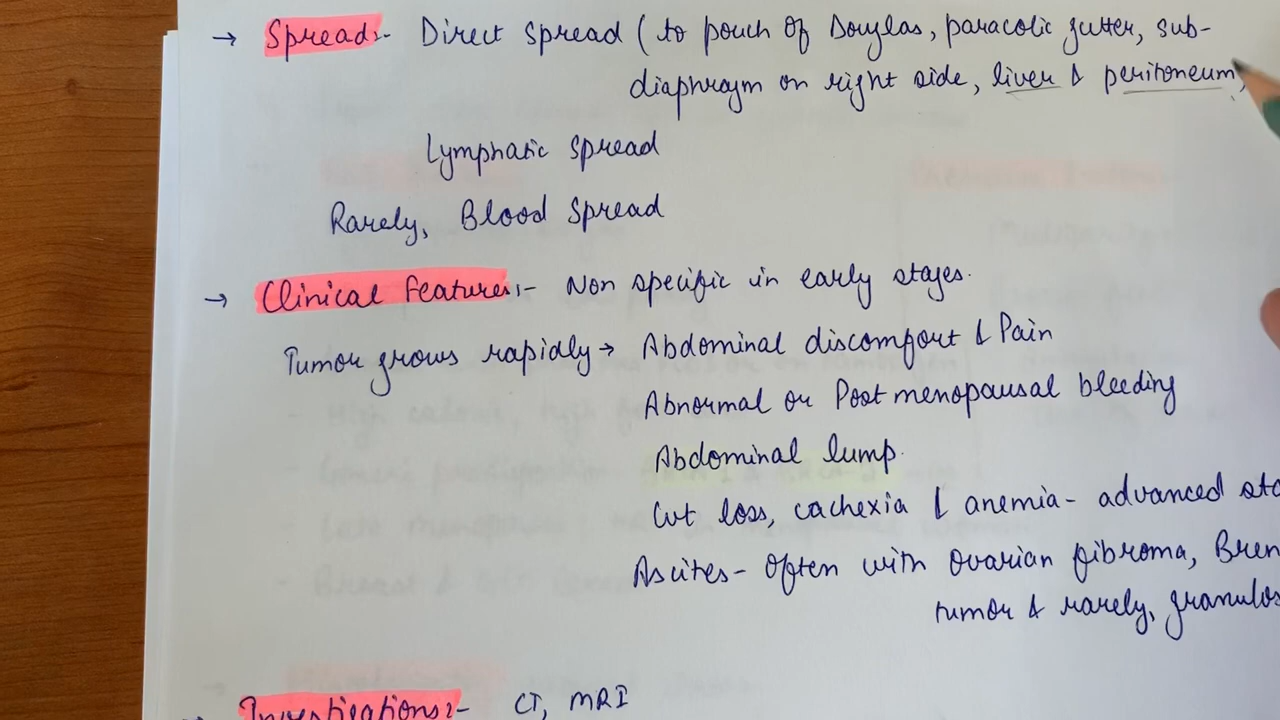 → Spread:- Direct spread ( to pouch of Douglas, paracolic gutter, sub-
diaphragm on right side, liver & peritoneum)
Lymphatic spread
Rarely, Blood spread
→ Clinical features:- Non specific in early stages.
Tumor grows rapidly → Abdominal discomfort & Pain
Abnormal or Post menopausal bleeding
Abdominal lump.
Wt loss, cachexia & anemia - advanced sta
Ascites - Often with ovarian fibroma, Bren
tumor & rarely, granulos
→ Investigations:- CT, MRI